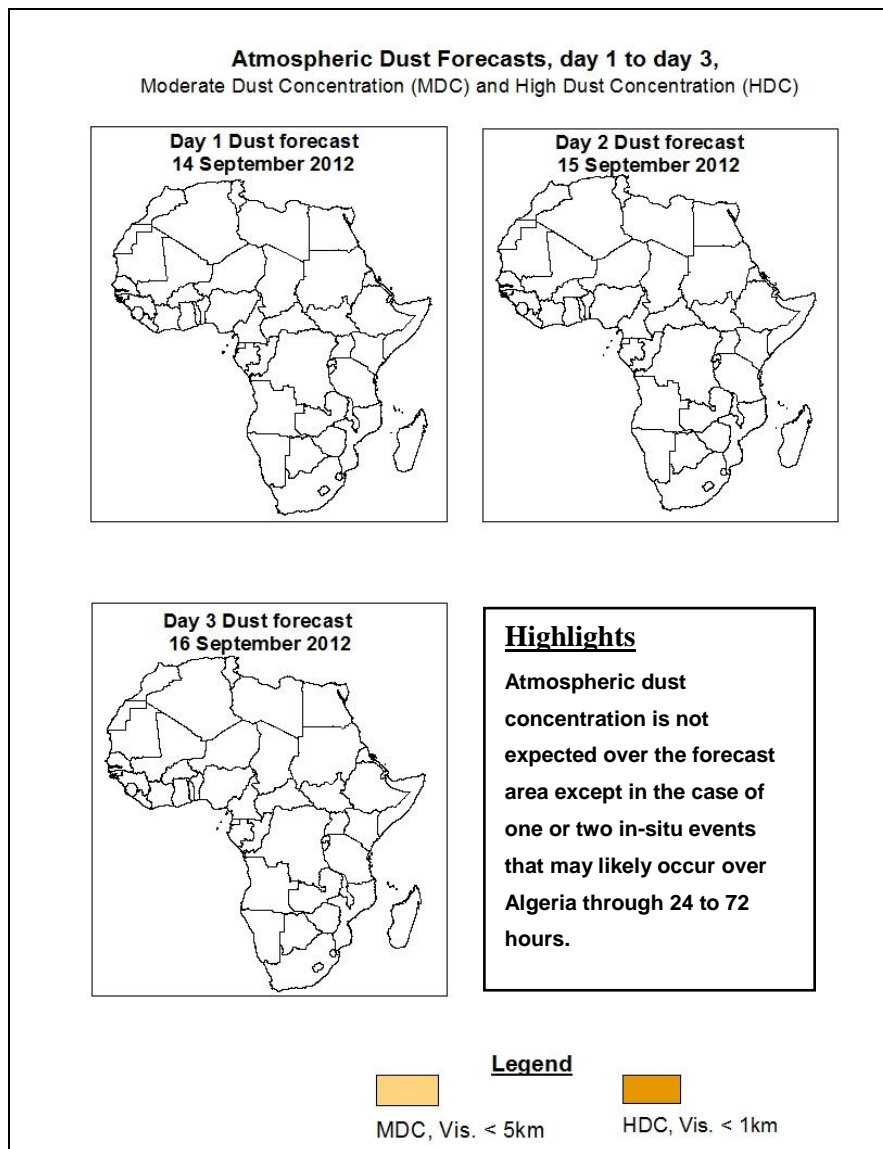 Atmospheric Dust Forecasts, day 1 to day 3,
Moderate Dust Concentration (MDC) and High Dust Concentration (HDC)
Day 1 Dust forecast
14 September 2012
Day 2 Dust forecast
15 September 2012
Day 3 Dust forecast
16 September 2012
Highlights
Atmospheric dust
concentration is not
expected over the forecast
area except in the case of
one or two in-situ events
that may likely occur over
Algeria through 24 to 72
hours.
Legend
MDC, Vis. < 5km
HDC, Vis. < 1km